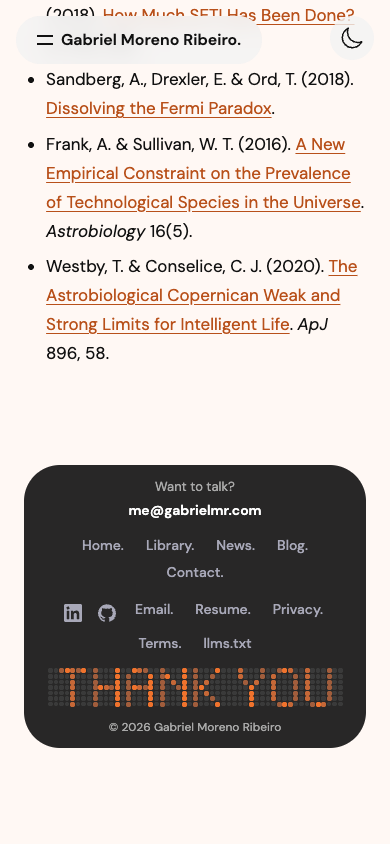 (2018). How Much SETI Has Been Done?
Gabriel Moreno Ribeiro.
Sandberg, A., Drexler, E. & Ord, T. (2018).
Dissolving the Fermi Paradox.
Frank, A. & Sullivan, W. T. (2016). A New
Empirical Constraint on the Prevalence
of Technological Species in the Universe.
Astrobiology 16(5).
Westby, T. & Conselice, C. J. (2020). The
Astrobiological Copernican Weak and
Strong Limits for Intelligent Life. ApJ
896, 58.
Want to talk?
me@gabrielmr.com
Home. Library. News. Blog.
Contact.
Email. Resume. Privacy.
Terms. llms.txt
THANK YOU
© 2026 Gabriel Moreno Ribeiro